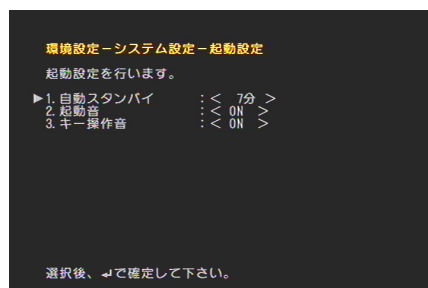 環境設定－システム設定－起動設定
起動設定を行います。
▶1.自動スタンバイ　　：＜　7分　＞
2.起動音　　：＜ ON ＞
3.キー操作音　　：＜ ON ＞
選択後、↵で確定して下さい。